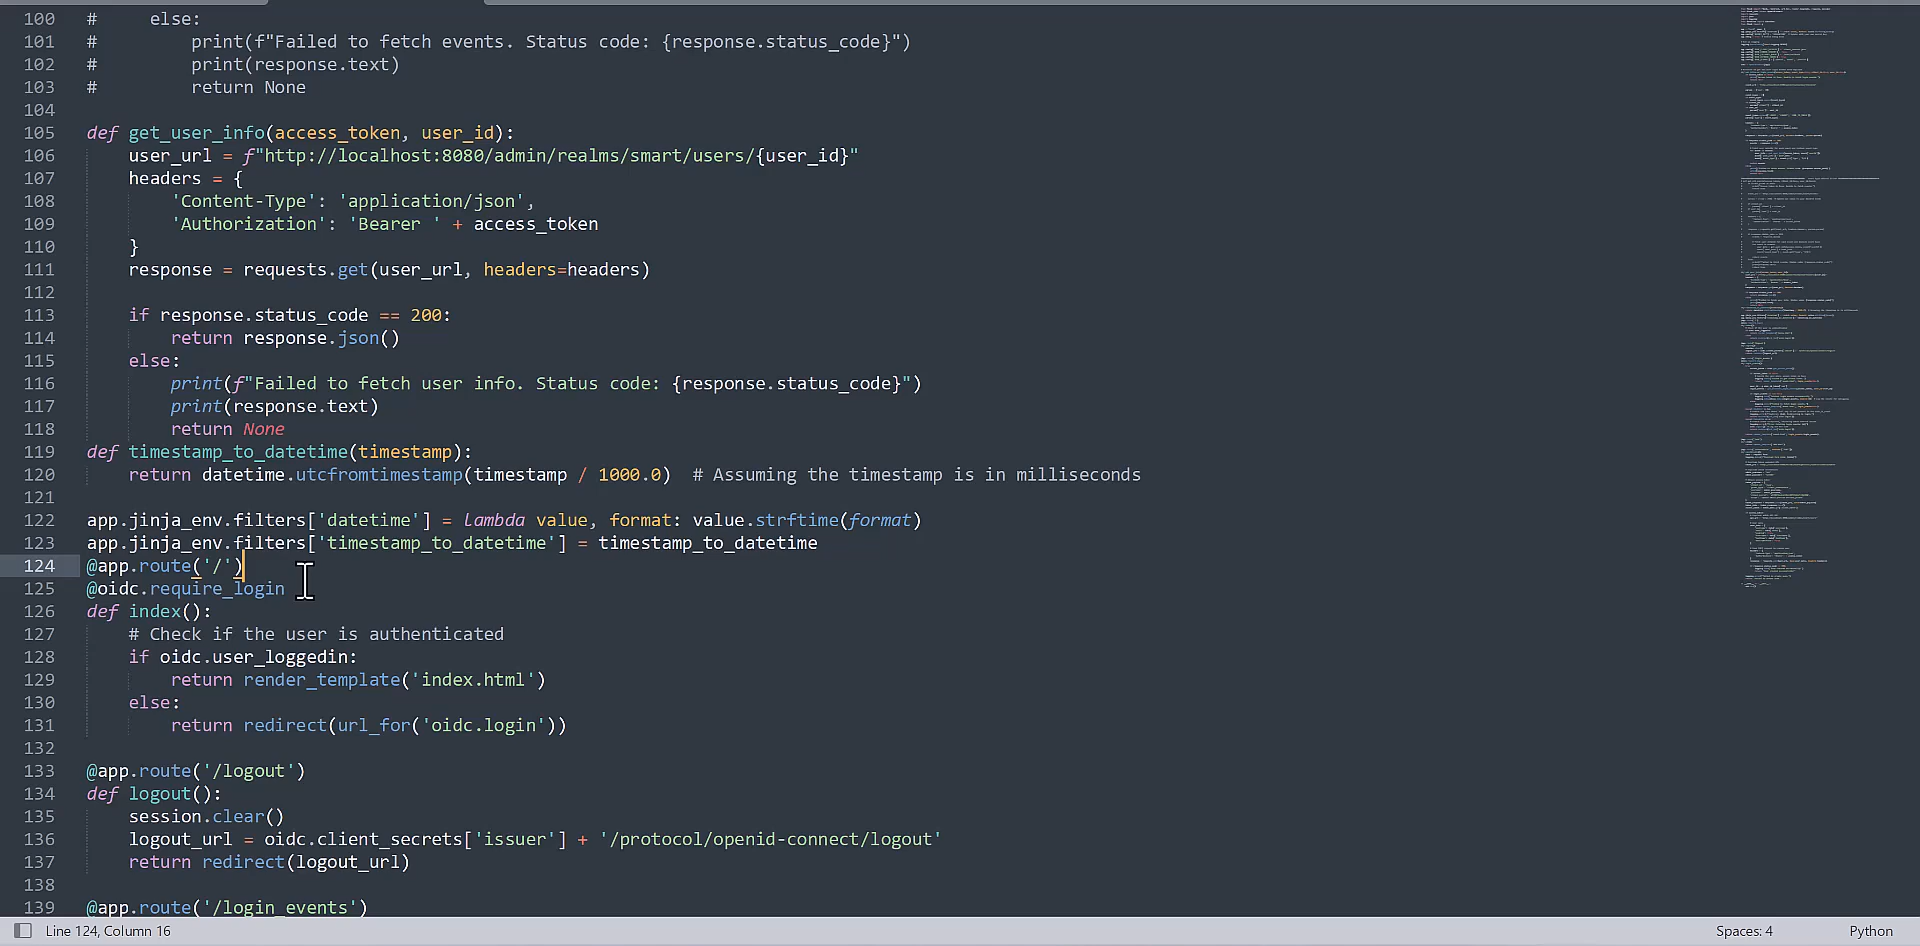 100 #     else:
101 #         print(f"Failed to fetch events. Status code: {response.status_code}")
102 #         print(response.text)
103 #         return None
104
105 def get_user_info(access_token, user_id):
106     user_url = f"http://localhost:8080/admin/realms/smart/users/{user_id}"
107     headers = {
108         'Content-Type': 'application/json',
109         'Authorization': 'Bearer ' + access_token
110     }
111     response = requests.get(user_url, headers=headers)
112
113     if response.status_code == 200:
114         return response.json()
115     else:
116         print(f"Failed to fetch user info. Status code: {response.status_code}")
117         print(response.text)
118         return None
119 def timestamp_to_datetime(timestamp):
120     return datetime.utcfromtimestamp(timestamp / 1000.0)  # Assuming the timestamp is in milliseconds
121
122 app.jinja_env.filters['datetime'] = lambda value, format: value.strftime(format)
123 app.jinja_env.filters['timestamp_to_datetime'] = timestamp_to_datetime
124 @app.route('/')
125 @oidc.require_login
126 def index():
127     # Check if the user is authenticated
128     if oidc.user_loggedin:
129         return render_template('index.html')
130     else:
131         return redirect(url_for('oidc.login'))
132
133 @app.route('/logout')
134 def logout():
135     session.clear()
136     logout_url = oidc.client_secrets['issuer'] + '/protocol/openid-connect/logout'
137     return redirect(logout_url)
138
139 @app.route('/login_events')
Line 124, Column 16
Spaces: 4
Python